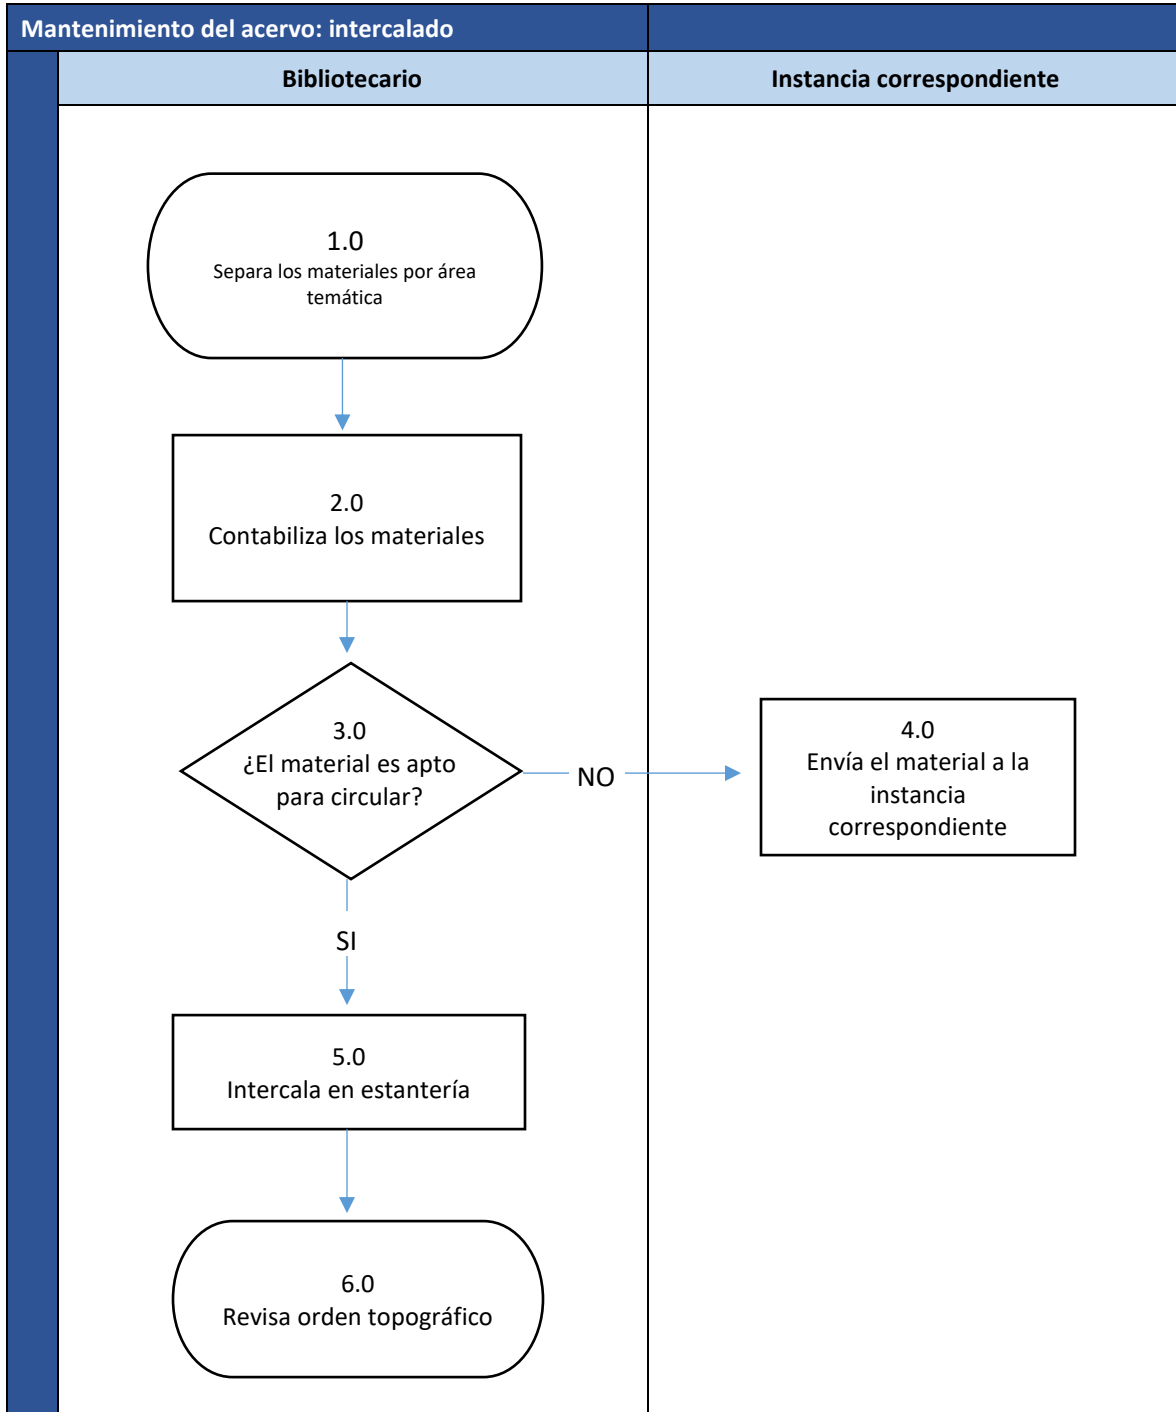 Mantenimiento del acervo: intercalado
Bibliotecario
Instancia correspondiente
1.0
Separa los materiales por área
temática
2.0
Contabiliza los materiales
3.0
¿El material es apto
para circular?
NO
4.0
Envía el material a la
instancia
correspondiente
SI
5.0
Intercala en estantería
6.0
Revisa orden topográfico